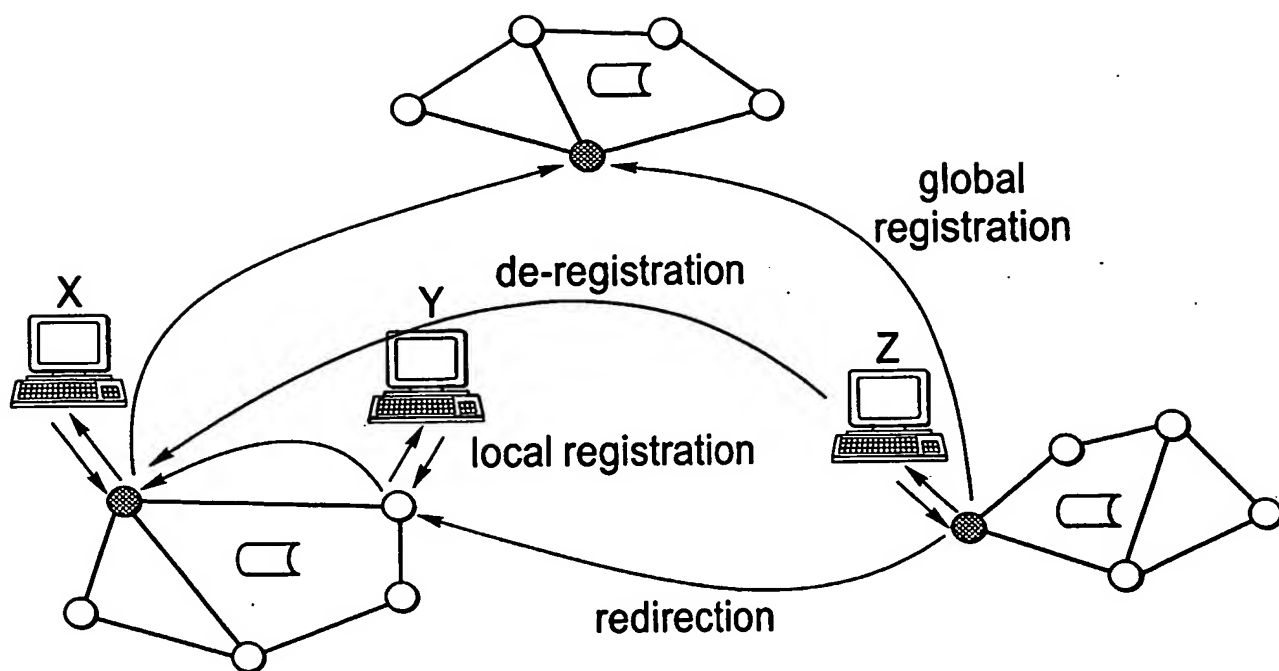 global
registration
de-registration
X
Y
Z
local registration
redirection